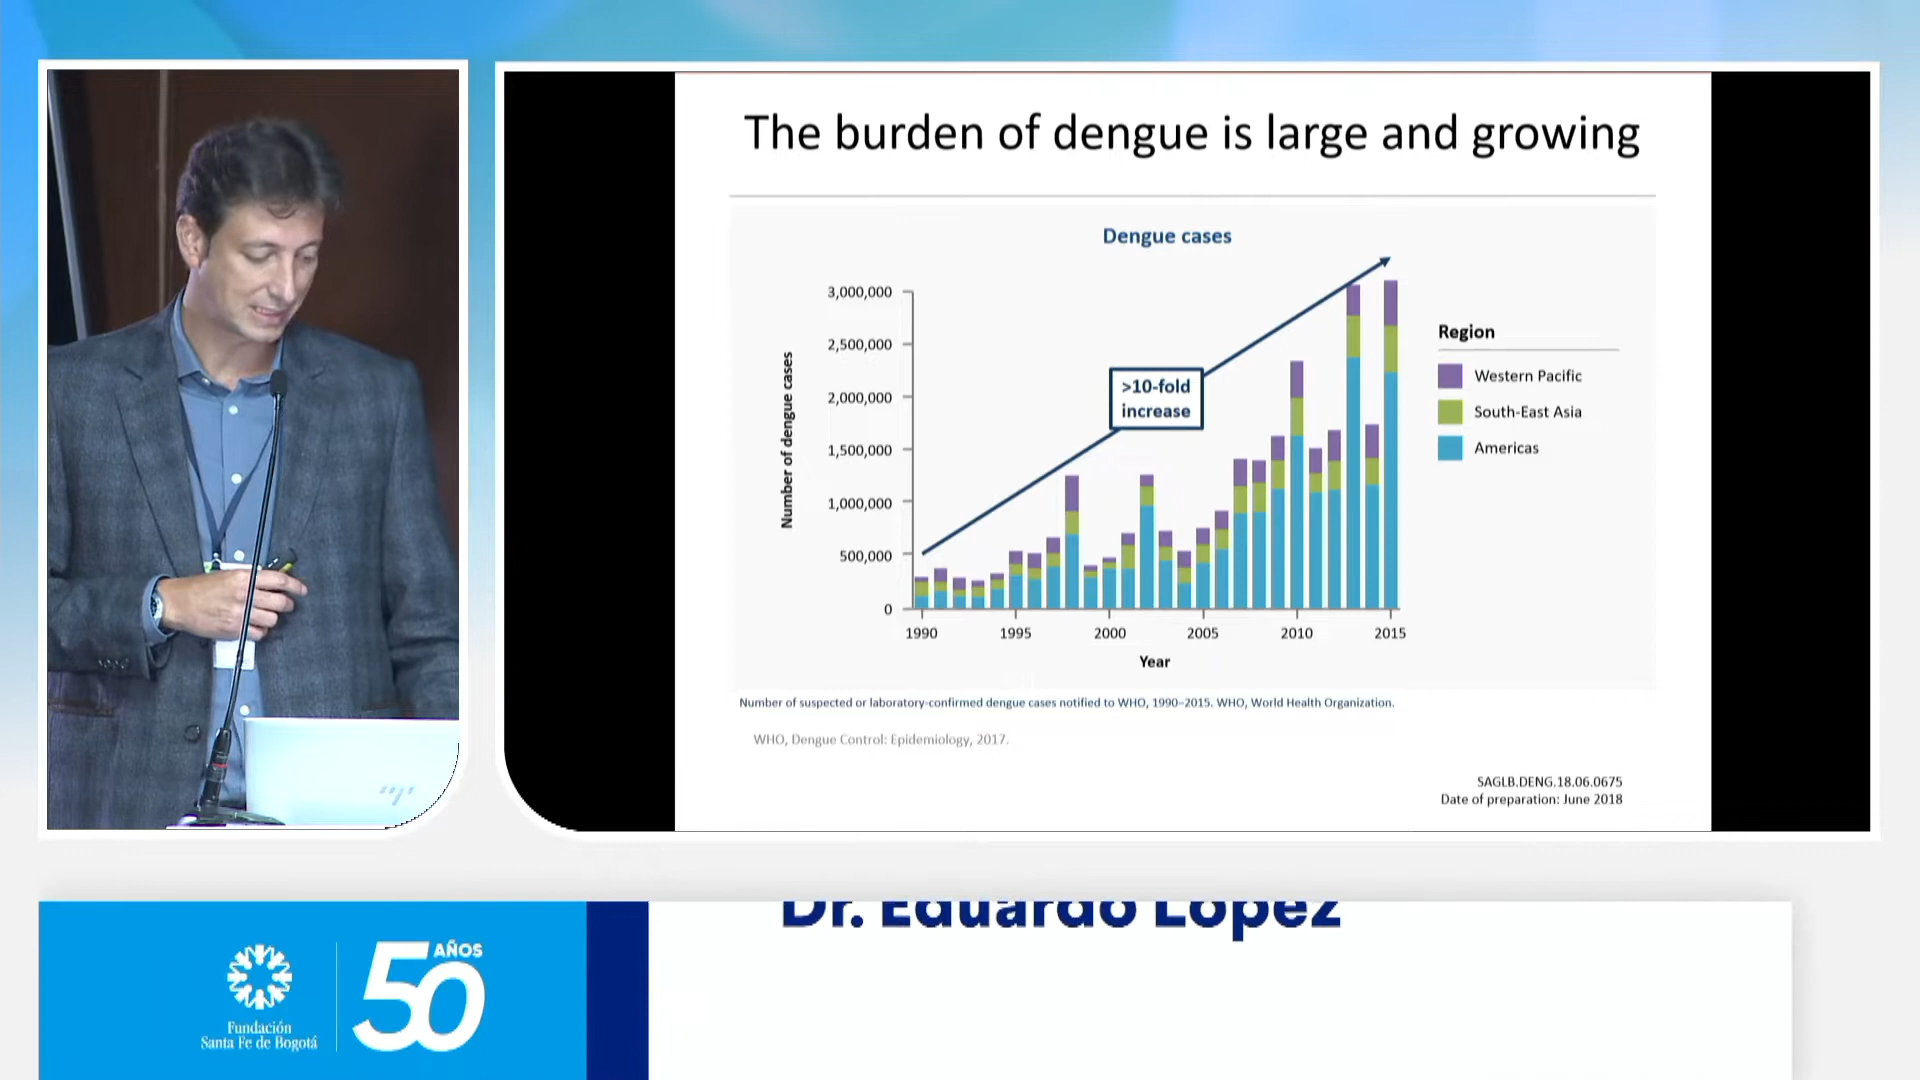 The burden of dengue is large and growing
Dengue cases
Number of dengue cases
3,000,000
2,500,000
2,000,000
1,500,000
1,000,000
500,000
0
>10-fold
increase
1990
1995
2000
2005
2010
2015
Year
Region
Western Pacific
South-East Asia
Americas
Number of suspected or laboratory-confirmed dengue cases notified to WHO, 1990–2015. WHO, World Health Organization.
WHO, Dengue Control: Epidemiology, 2017.
SAGLB.DENG.18.06.0675
Date of preparation: June 2018
Dr. Eduardo López
Fundación
Santa Fe de Bogotá
50
AÑOS